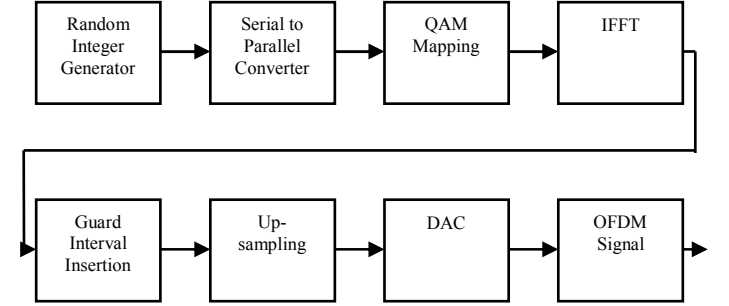 Random
Integer
Generator
Serial to
Parallel
Converter
QAM
Mapping
IFFT
Guard
Interval
Insertion
Up-
sampling
DAC
OFDM
Signal